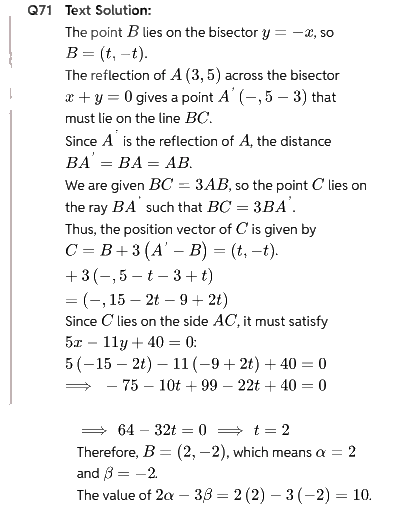 Q71 Text Solution:
The point B lies on the bisector y = −x, so
B = (t, −t).
The reflection of A (3, 5) across the bisector
x + y = 0 gives a point A' (−, 5 − 3) that
must lie on the line BC.
Since A' is the reflection of A, the distance
BA' = BA = AB.
We are given BC = 3AB, so the point C lies on
the ray BA' such that BC = 3BA'.
Thus, the position vector of C is given by
C = B + 3 (A' − B) = (t, −t).
+3 (−, 5 − t − 3 + t)
= (−, 15 − 2t − 9 + 2t)
Since C lies on the side AC, it must satisfy
5x − 11y + 40 = 0:
5 (−15 − 2t) − 11 (−9 + 2t) + 40 = 0
⟹ − 75 − 10t + 99 − 22t + 40 = 0
⟹ 64 − 32t = 0 ⟹ t = 2
Therefore, B = (2, −2), which means α = 2
and β = −2.
The value of 2α − 3β = 2 (2) − 3 (−2) = 10.